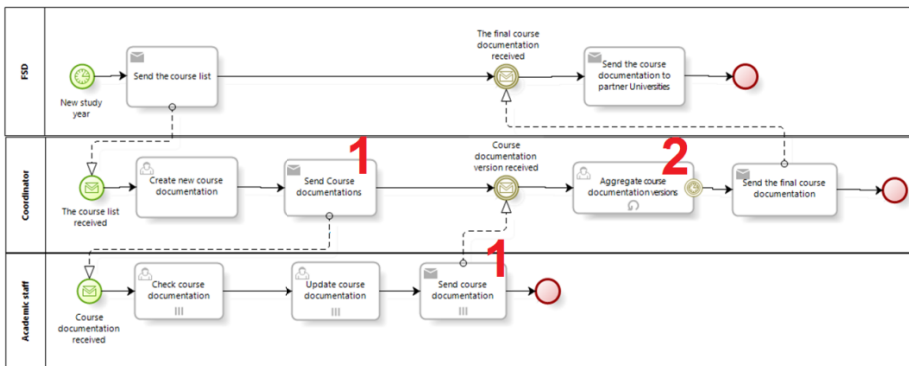 FSD
New study
year
Send the course list
The final course
documentation
received
Send the course
documentation to
partner Universities
Coordinator
The course list
received
Create new course
documentation
1
Send Course
documentations
Course
documentation
version received
2
Aggregate course
documentation versions
Send the final course
documentation
Academic staff
Course
documentation
received
Check course
documentation
Update course
documentation
1
Send course
documentation